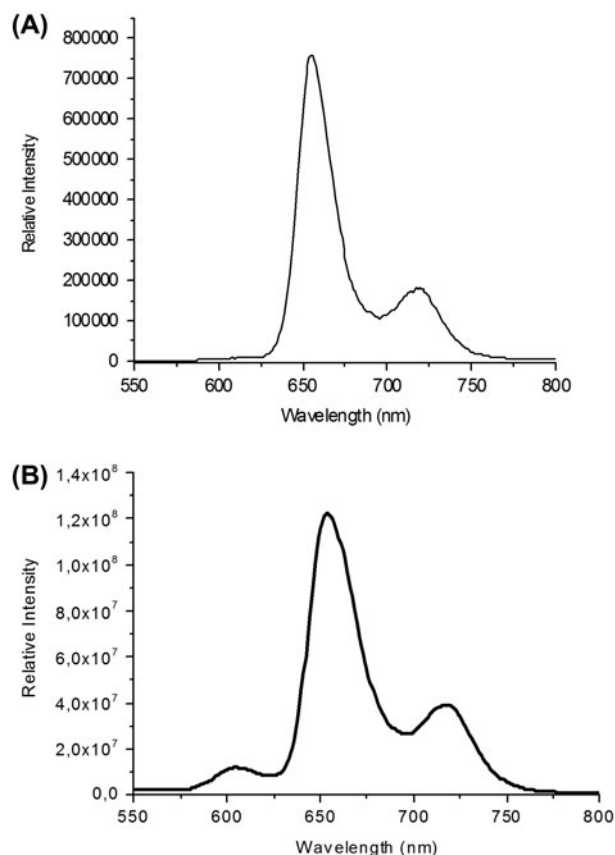 (A)
800000
700000
600000
500000
400000
300000
200000
100000
0
Relative Intensity
550 600 650 700 750 800
Wavelength (nm)
(B)
1,4x10⁸
1,2x10⁸
1,0x10⁸
8,0x10⁷
6,0x10⁷
4,0x10⁷
2,0x10⁷
0,0
Relative Intensity
550 600 650 700 750 800
Wavelength (nm)